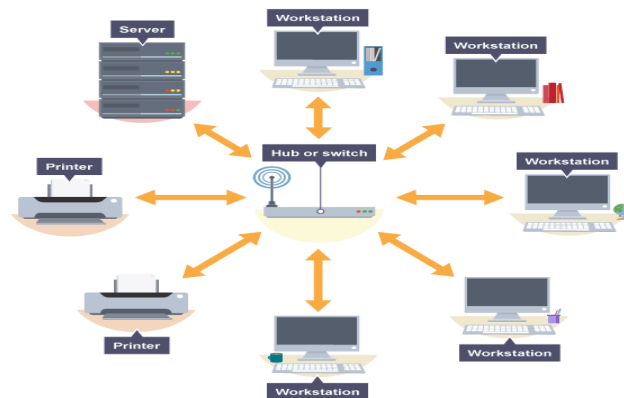 Server
Workstation
Workstation
Hub or switch
Printer
Workstation
Printer
Workstation
Workstation